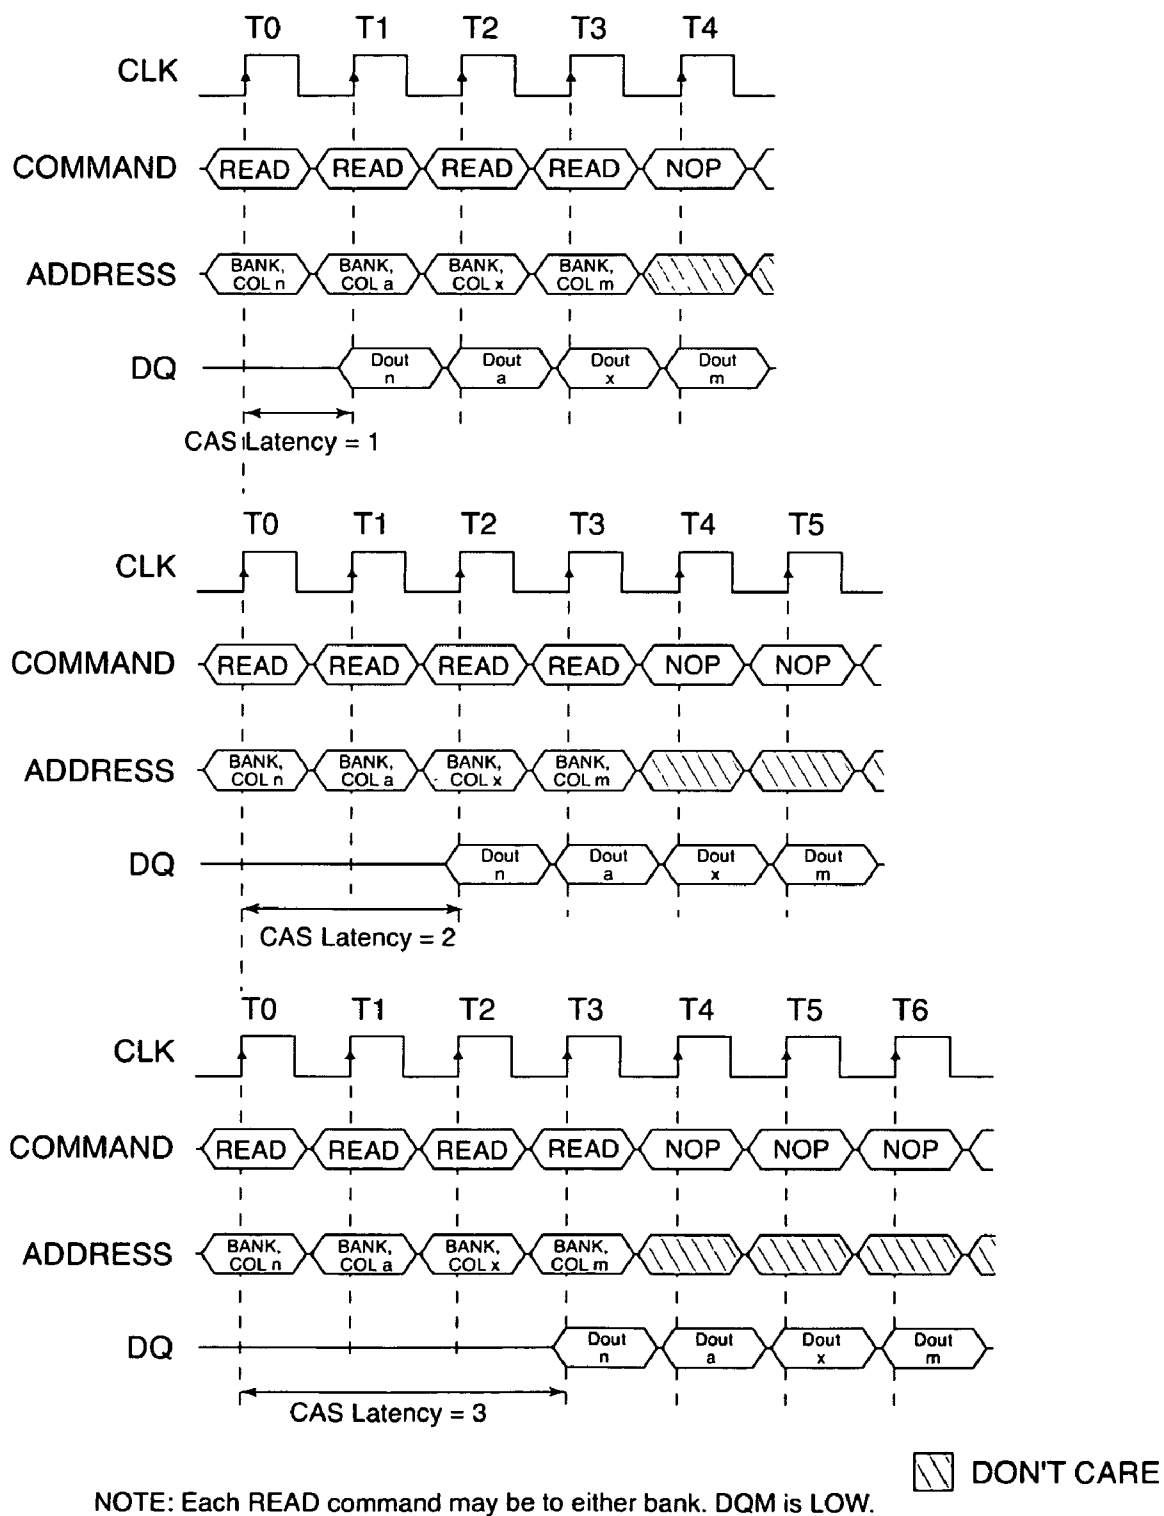 T0 T1 T2 T3 T4
CLK
COMMAND READ READ READ READ NOP
ADDRESS BANK, COL n BANK, COL a BANK, COL x BANK, COL m
DQ Dout n Dout a Dout x Dout m
CAS Latency = 1
T0 T1 T2 T3 T4 T5
CLK
COMMAND READ READ READ READ NOP NOP
ADDRESS BANK, COL n BANK, COL a BANK, COL x BANK, COL m
DQ Dout n Dout a Dout x Dout m
CAS Latency = 2
T0 T1 T2 T3 T4 T5 T6
CLK
COMMAND READ READ READ READ NOP NOP NOP
ADDRESS BANK, COL n BANK, COL a BANK, COL x BANK, COL m
DQ Dout n Dout a Dout x Dout m
CAS Latency = 3
DON'T CARE
NOTE: Each READ command may be to either bank. DQM is LOW.